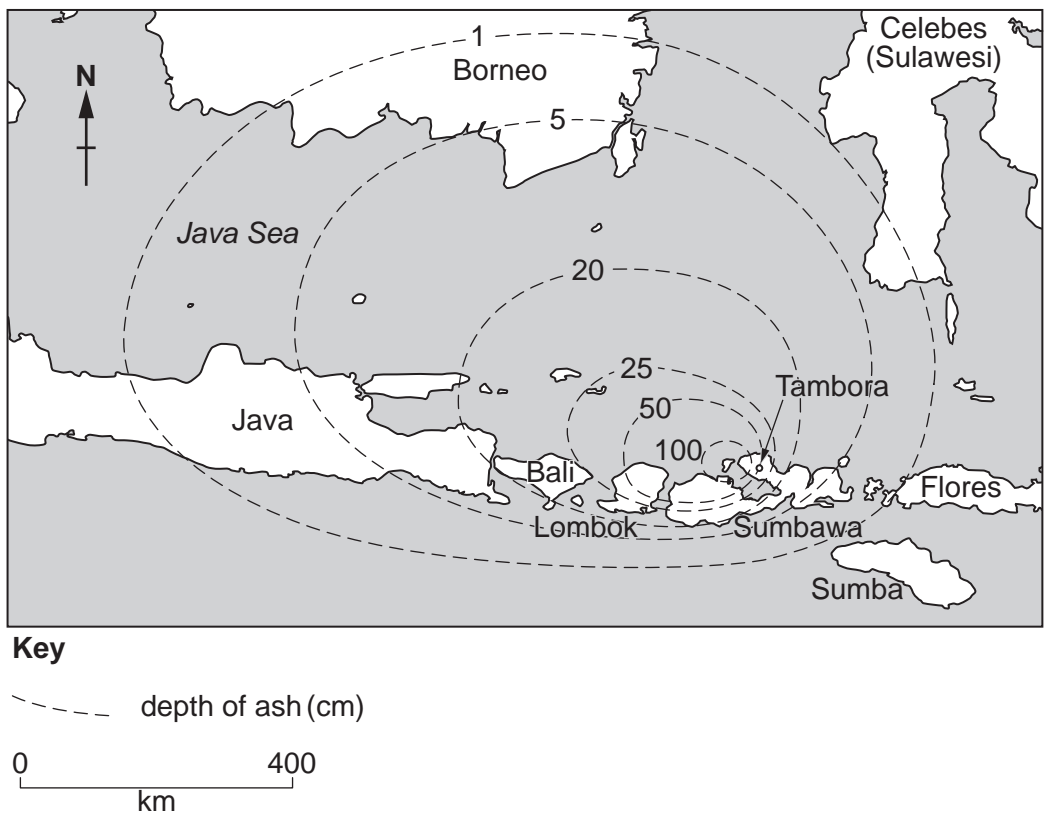 1
Celebes
(Sulawesi)
N
Borneo
5
Java Sea
20
25
Tambora
50
Java
100
Bali
Flores
Lombok
Sumbawa
Sumba
Key
depth of ash (cm)
0 400
km